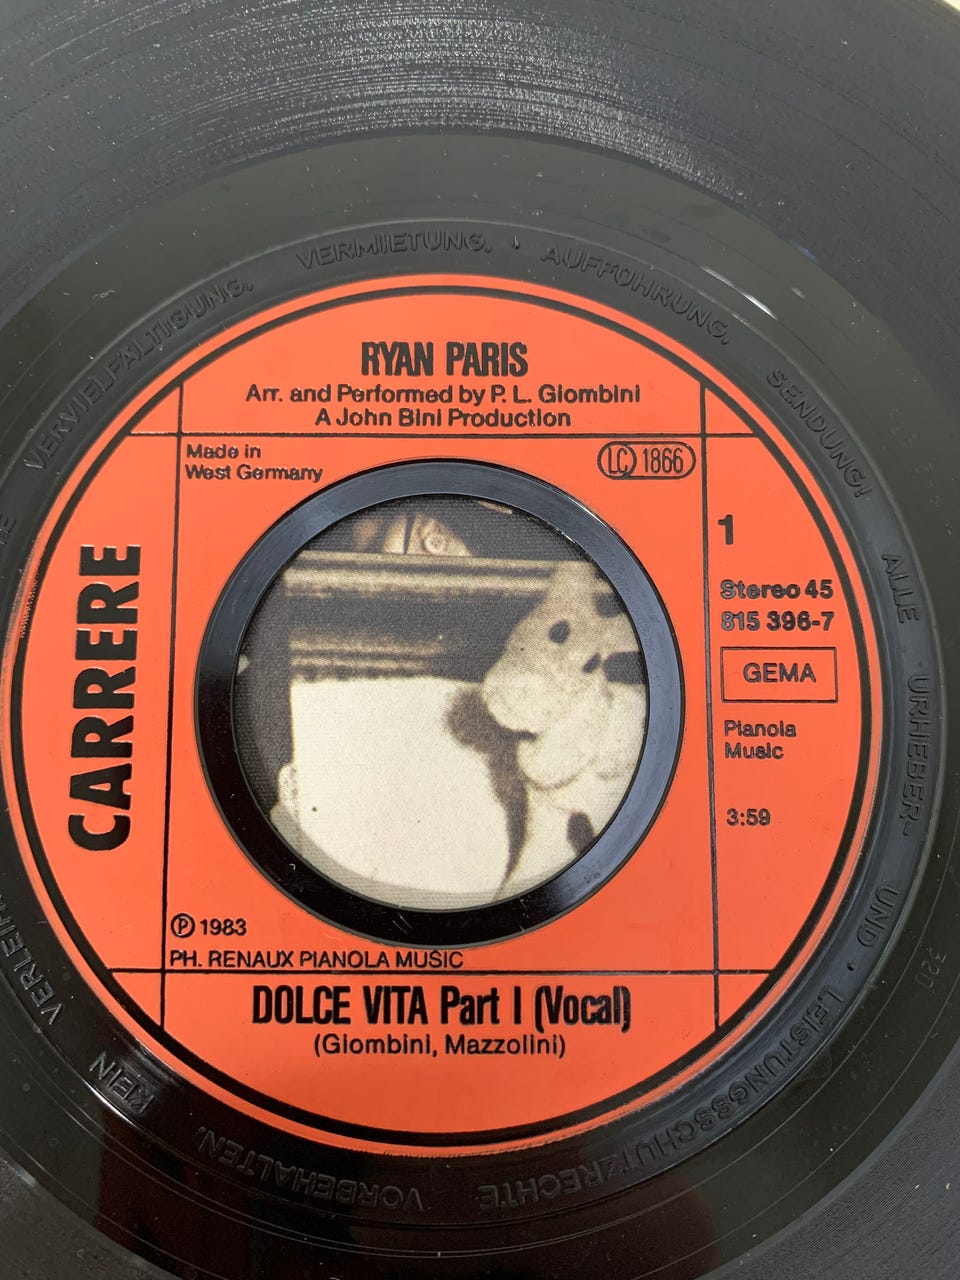 RYAN PARIS
Arr. and Performed by P. L. Giombini
A John Bini Production
Made in
West Germany
LC 1866
CARRERE
1
Stereo 45
815 396-7
GEMA
Pianola
Music
3:59
Ⓟ 1983
PH. RENAUX PIANOLA MUSIC
DOLCE VITA Part I (Vocal)
(Giombini, Mazzolini)
ALLE URHEBER- UND LEISTUNGSSCHUTZRECHTE VORBEHALTEN. KEIN VERLEIH
VERVIELFÄLTIGUNG, VERMIETUNG, AUFFÜHRUNG, SENDUNG!
321